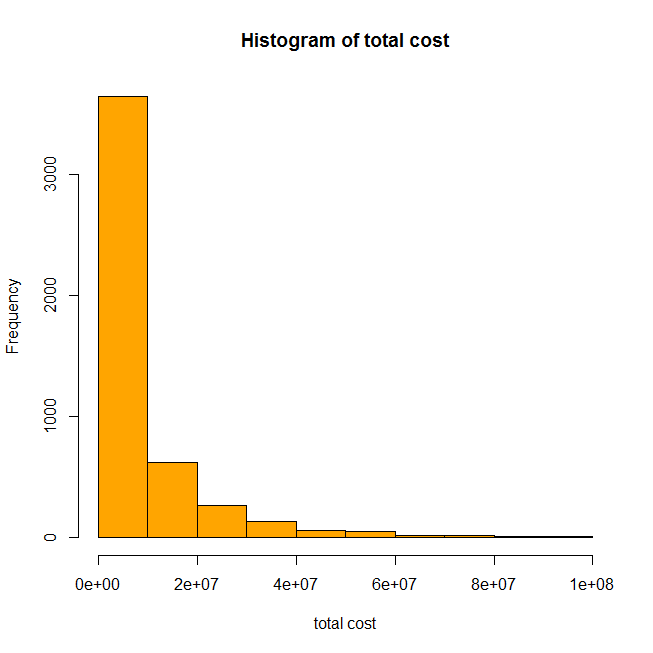 Histogram of total cost
3000
2000
1000
0
Frequency
0e+00 2e+07 4e+07 6e+07 8e+07 1e+08
total cost